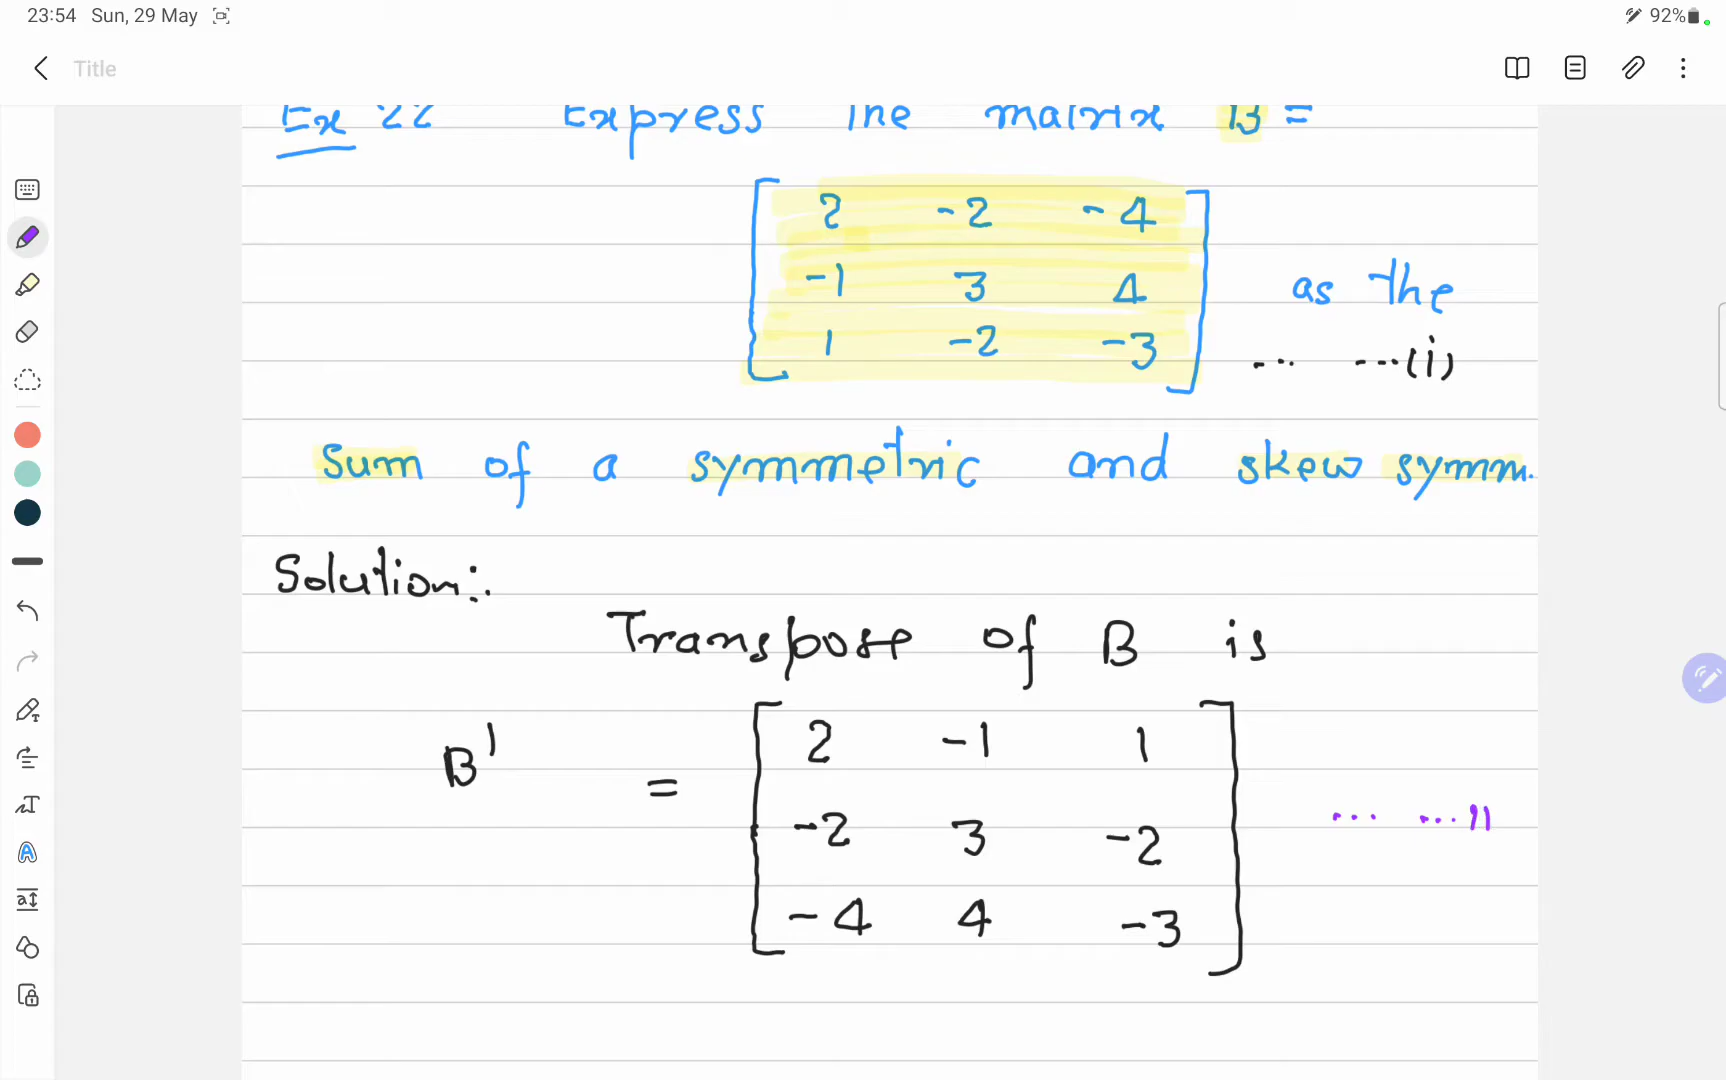 23:54 Sun, 29 May 92%
Title
Ex 22 Express the matrix B =
2 -2 -4
-1 3 4 as the
1 -2 -3 ... ...(i)
Sum of a symmetric and skew symm.
Solution:.
Transpose of B is
2 -1 1
B' = -2 3 -2 ... ...11
-4 4 -3